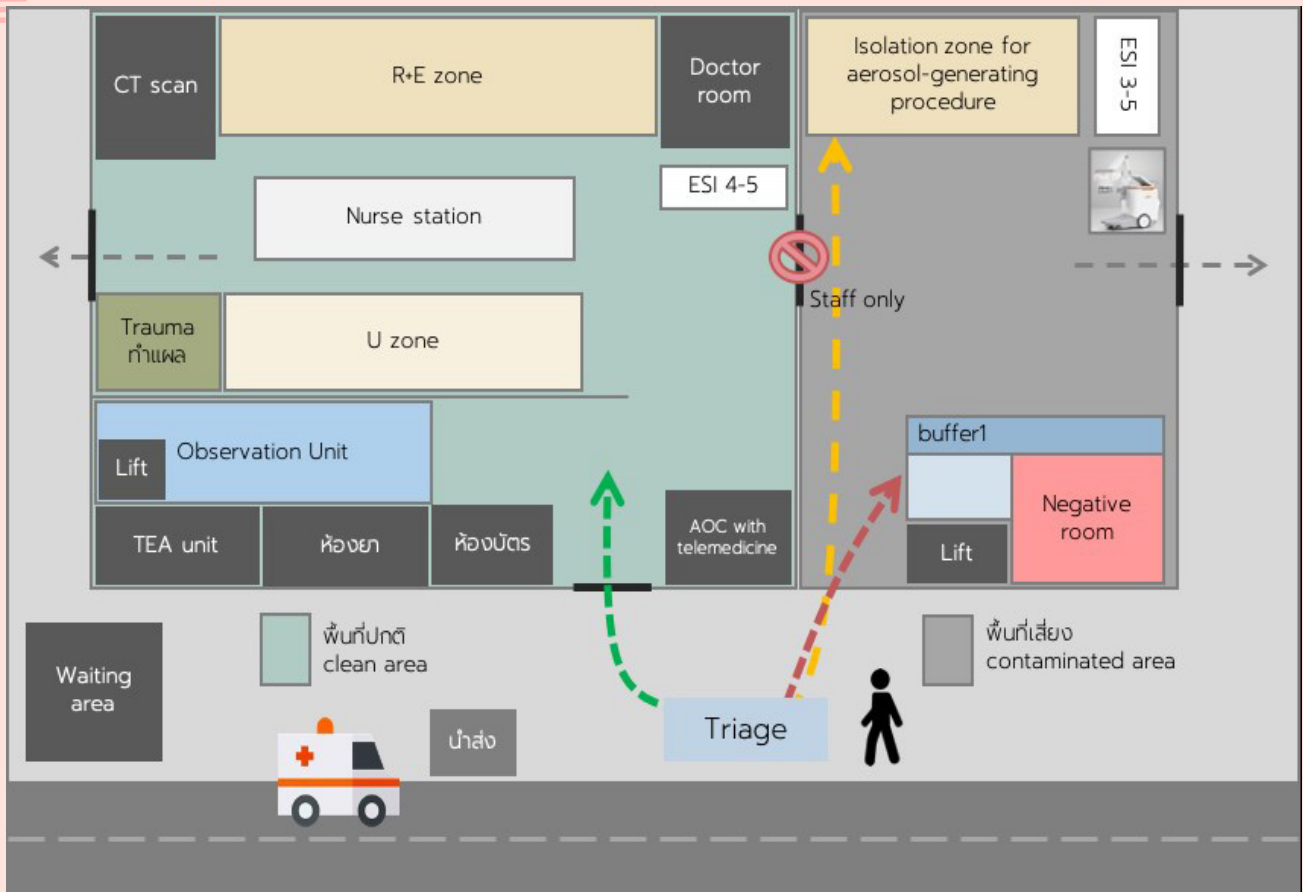 CT scan
R+E zone
Doctor
room
Isolation zone for
aerosol-generating
procedure
ESI 3-5
ESI 4-5
Nurse station
Staff only
Trauma
ทำแผล
U zone
Observation Unit
Lift
buffer1
Negative
room
Lift
TEA unit
ห้องยา
ห้องบัตร
AOC with
telemedicine
พื้นที่ปกติ
clean area
พื้นที่เสี่ยง
contaminated area
Waiting
area
นำส่ง
Triage